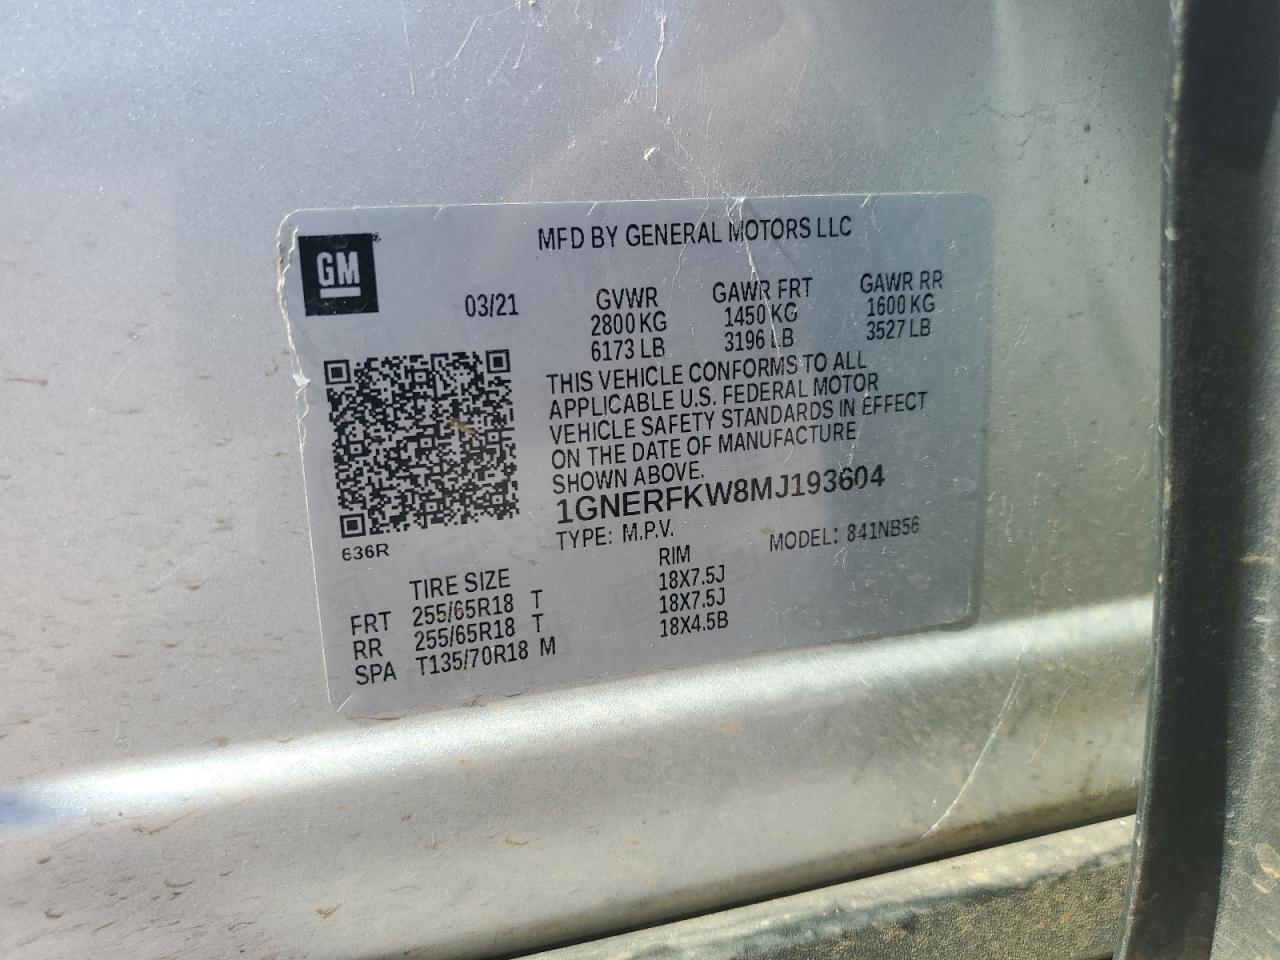 MFD BY GENERAL MOTORS LLC
GM
03/21
GVWR GAWR FRT GAWR RR
2800 KG 1450 KG 1600 KG
6173 LB 3196 LB 3527 LB
THIS VEHICLE CONFORMS TO ALL
APPLICABLE U.S. FEDERAL MOTOR
VEHICLE SAFETY STANDARDS IN EFFECT
ON THE DATE OF MANUFACTURE
SHOWN ABOVE.
1GNERFKW8MJ193604
TYPE: M.P.V. MODEL: 841NB56
636R
TIRE SIZE RIM
FRT 255/65R18 T 18X7.5J
RR 255/65R18 T 18X7.5J
SPA T135/70R18 M 18X4.5B